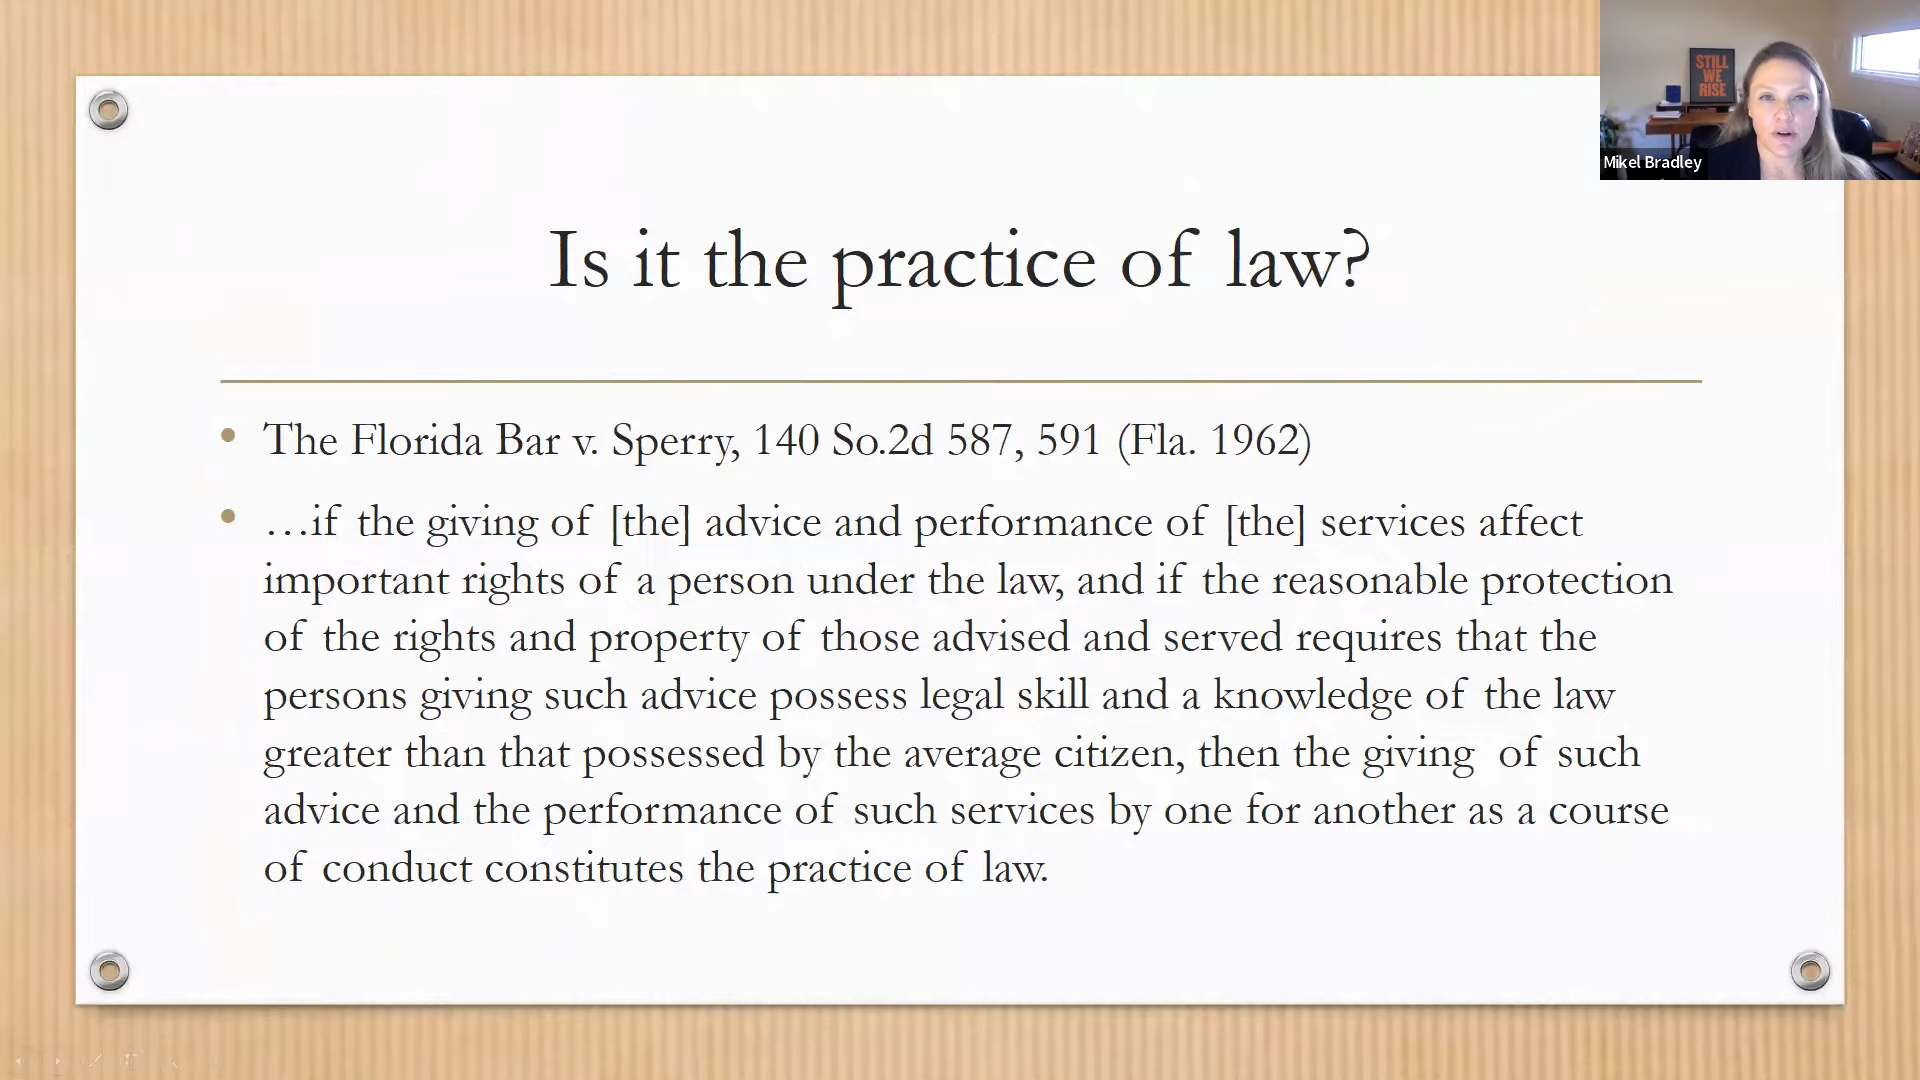 STILL
WE
RISE
Mikel Bradley
Is it the practice of law?
• The Florida Bar v. Sperry, 140 So.2d 587, 591 (Fla. 1962)
• …if the giving of [the] advice and performance of [the] services affect
important rights of a person under the law, and if the reasonable protection
of the rights and property of those advised and served requires that the
persons giving such advice possess legal skill and a knowledge of the law
greater than that possessed by the average citizen, then the giving of such
advice and the performance of such services by one for another as a course
of conduct constitutes the practice of law.